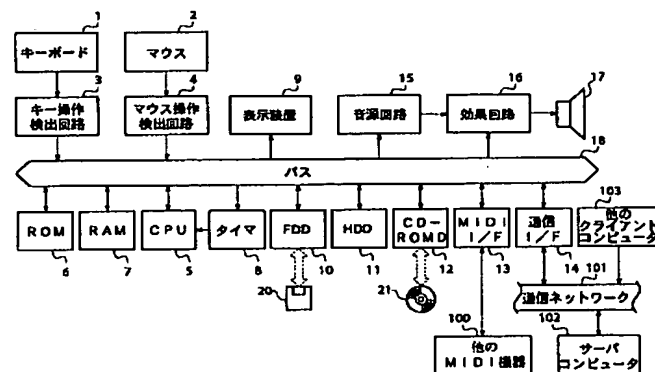 1
2
キーボード
マウス
3
4
9
15
16
17
キー操作
検出回路
マウス操作
検出回路
表示装置
音源回路
効果回路
18
バス
ROM
RAM
CPU
タイマ
FDD
HDD
CD-
ROMD
MIDI
I/F
通信
I/F
103
他の
クライアント
コンピュータ
6
7
5
8
10
11
12
13
14
101
通信ネットワーク
20
21
100
102
他の
MIDI機器
サーバ
コンピュータ